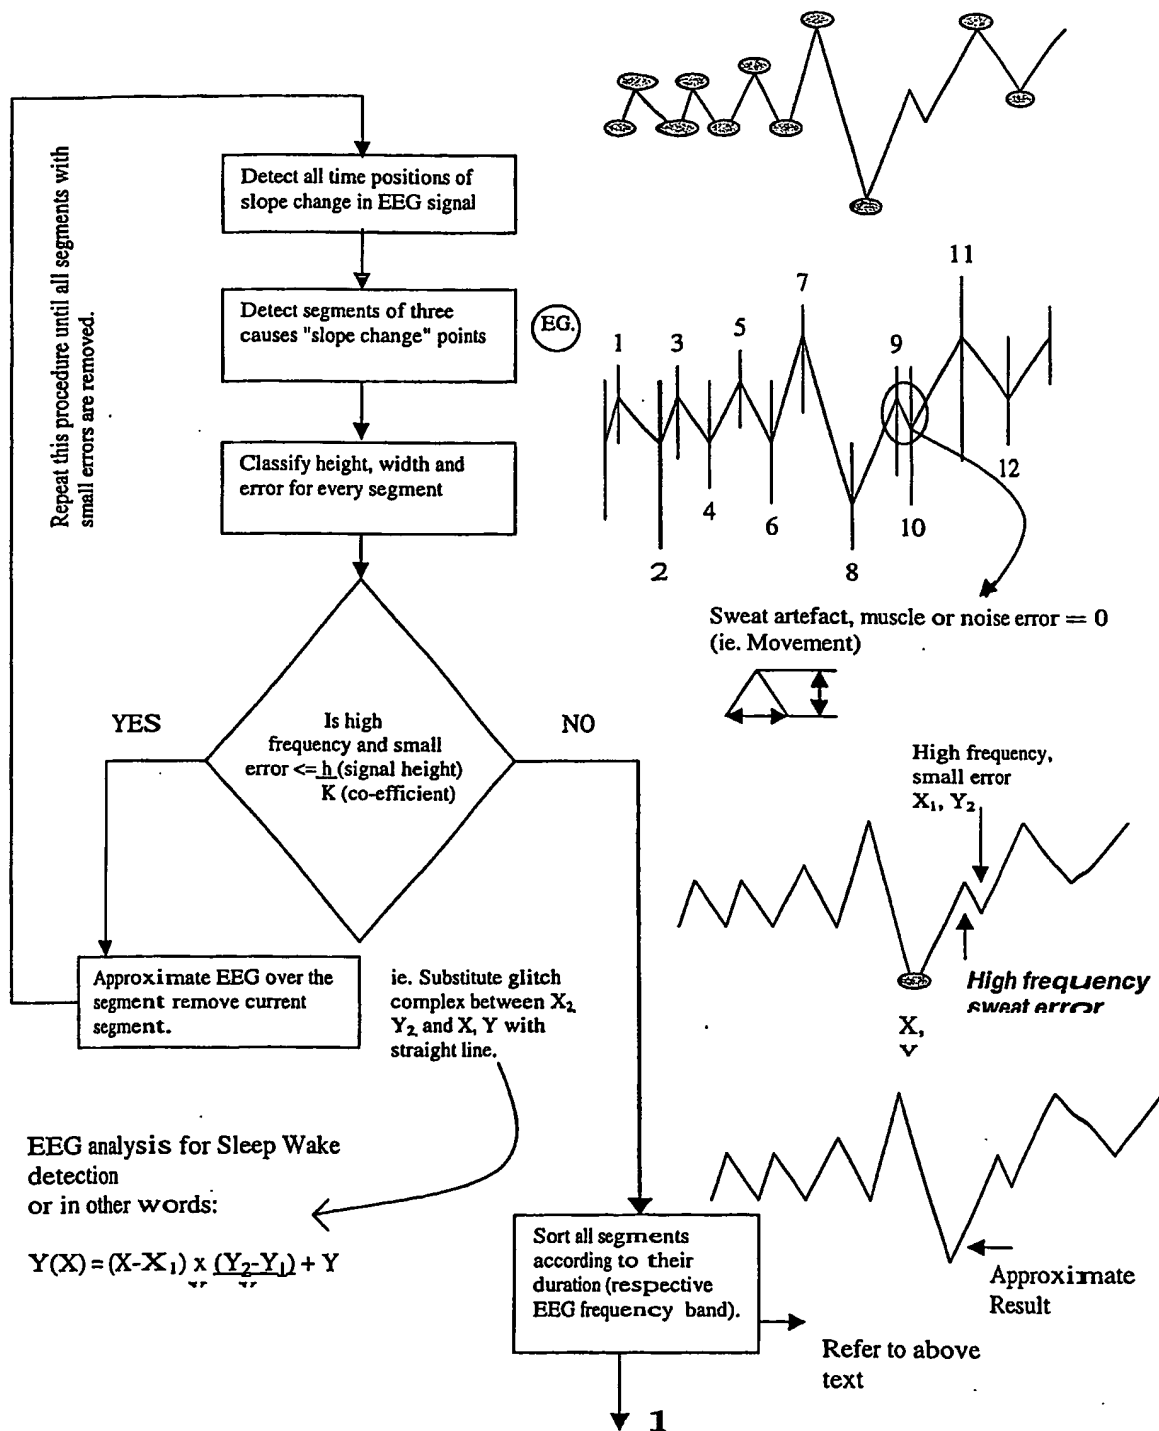 Repeat this procedure until all segments with
small errors are removed.
Detect all time positions of
slope change in EEG signal
Detect segments of three
causes "slope change" points
EG.
Classify height, width and
error for every segment
1
3
5
7
9
11
2
4
6
8
10
12
Sweat artefact, muscle or noise error = 0
(ie. Movement)
YES
Is high
frequency and small
error <= h (signal height)
K (co-efficient)
NO
High frequency,
small error
X₁, Y₂
High frequency
sweat error
X,
Approximate EEG over the
segment remove current
segment.
ie. Substitute glitch
complex between X₂,
Y₂ and X, Y with
straight line.
EEG analysis for Sleep Wake
detection
or in other words:
Y(X) = (X-X₁) x (Y₂-Y₁) + Y
Sort all segments
according to their
duration (respective
EEG frequency band).
Approximate
Result
Refer to above
text
1